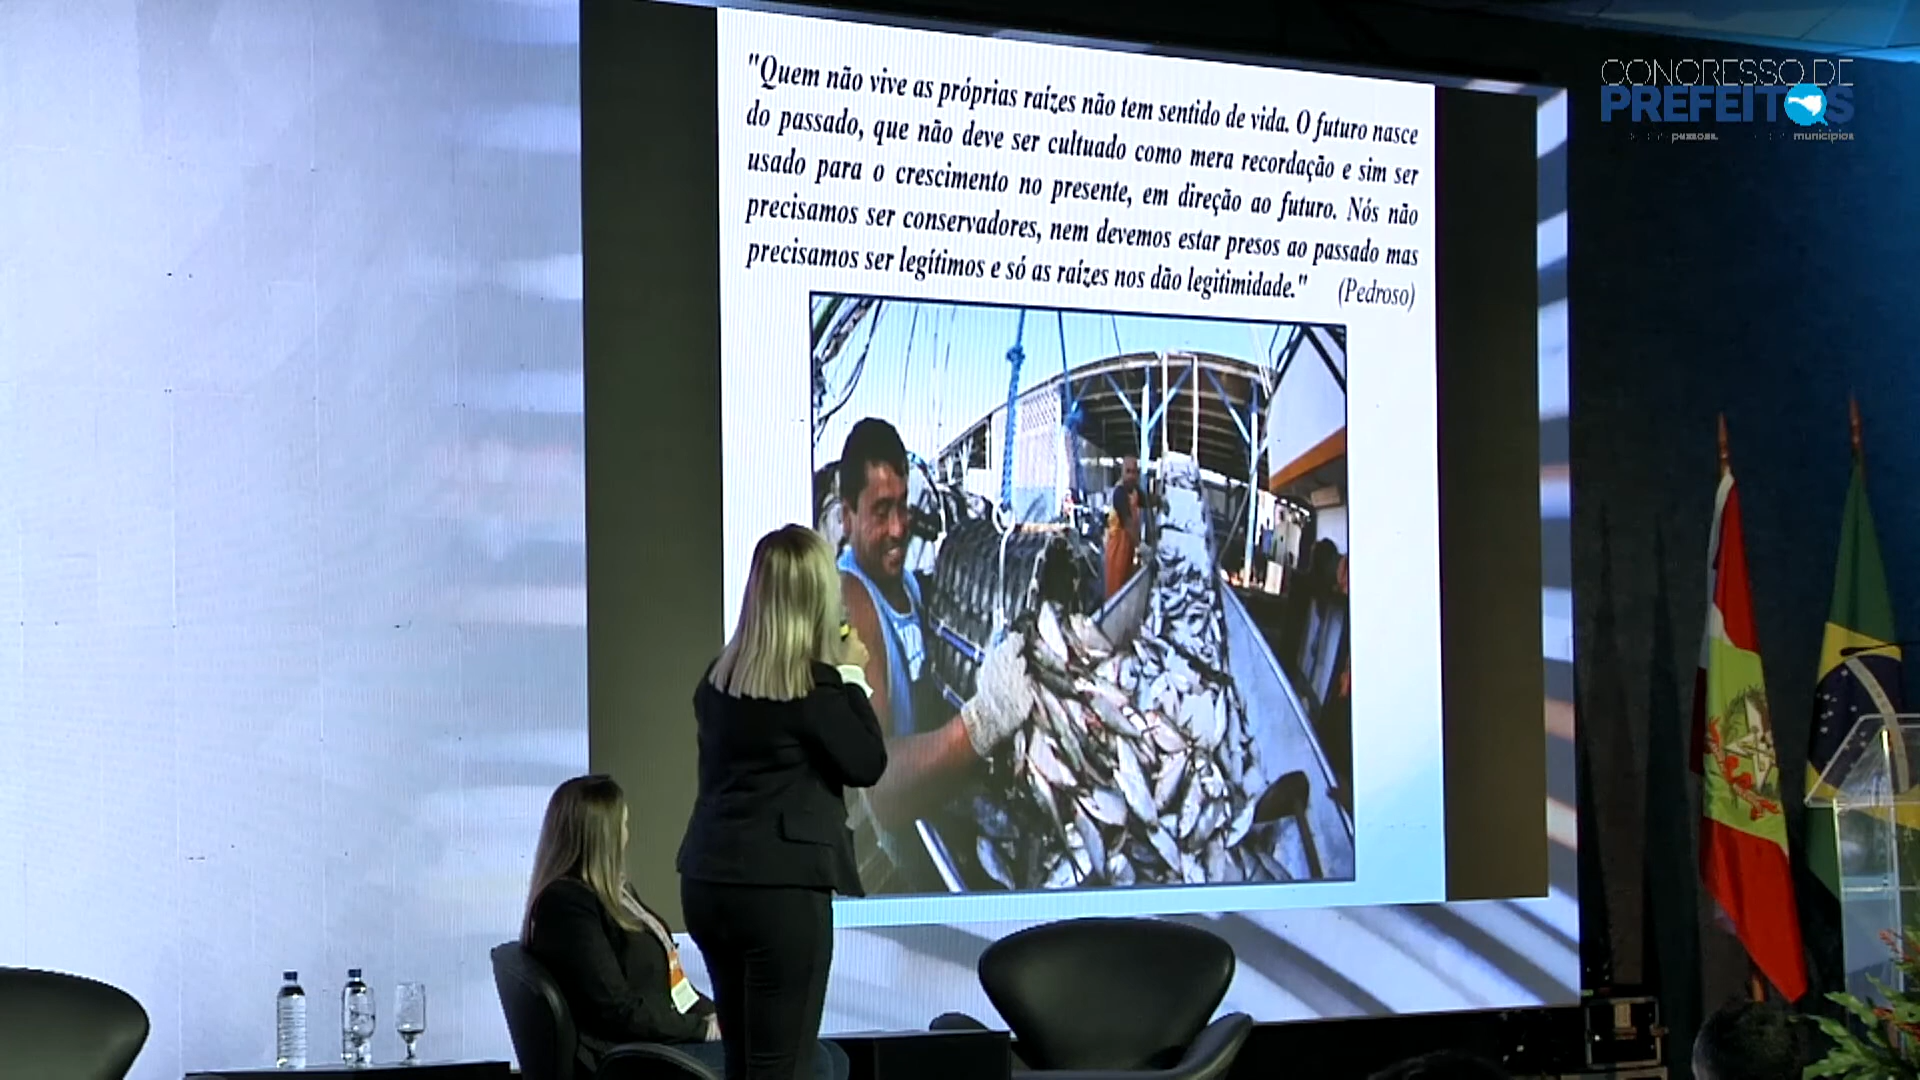 "Quem não vive as próprias raízes não tem sentido de vida. O futuro nasce
do passado, que não deve ser cultuado como mera recordação e sim ser
usado para o crescimento no presente, em direção ao futuro. Nós não
precisamos ser conservadores, nem devemos estar presos ao passado mas
precisamos ser legítimos e só as raízes nos dão legitimidade." (Pedroso)
CONGRESSO DE
PREFEITOS
pessoas. municípios